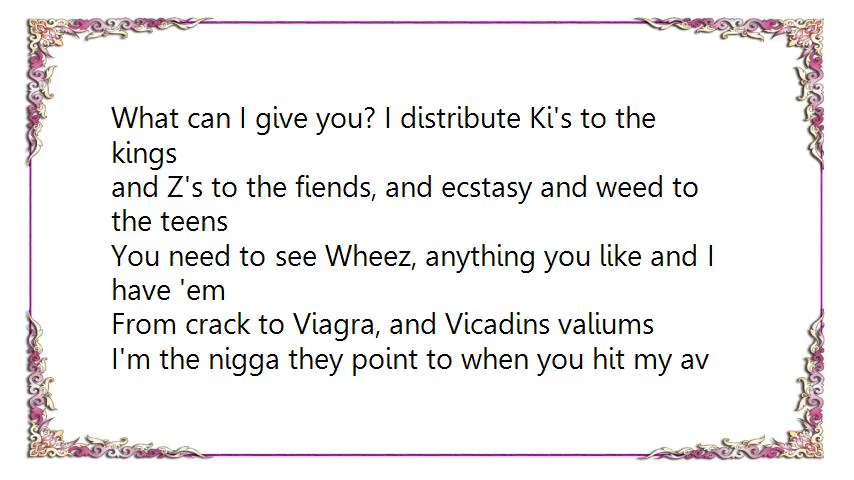 What can I give you? I distribute Ki's to the
kings
and Z's to the fiends, and ecstasy and weed to
the teens
You need to see Wheez, anything you like and I
have 'em
From crack to Viagra, and Vicadins valiums
I'm the nigga they point to when you hit my av